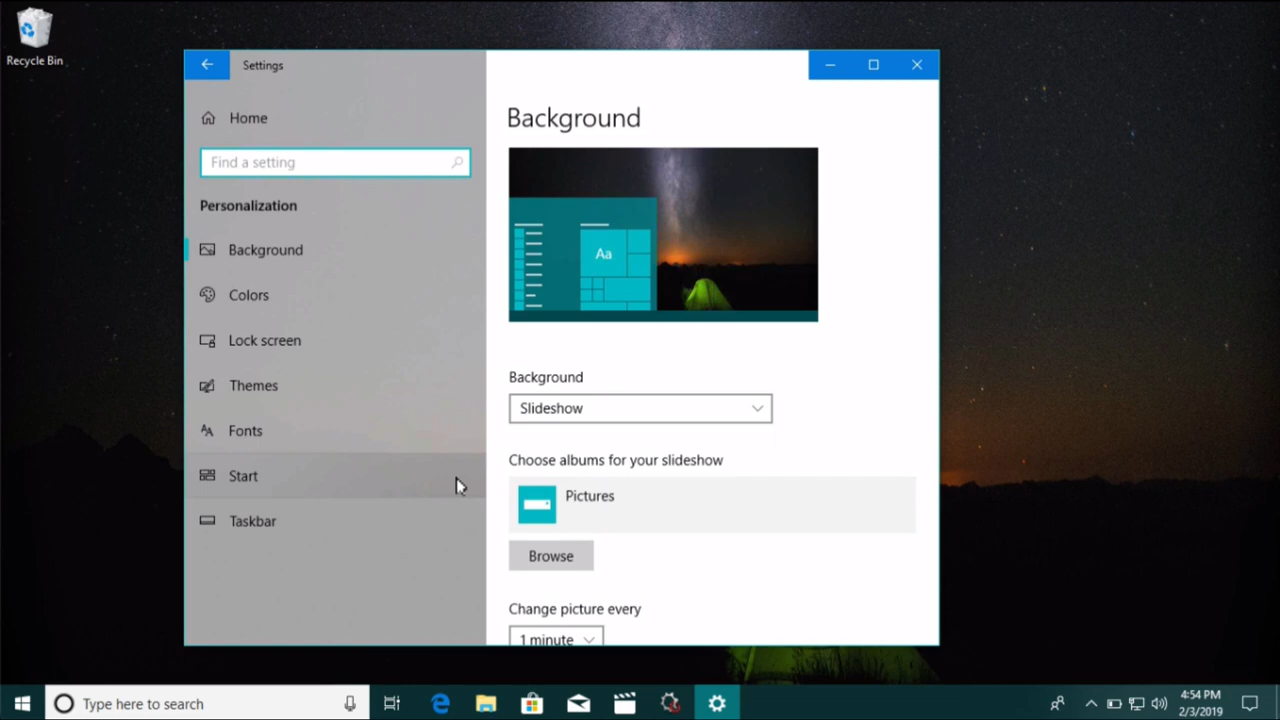 Recycle Bin
Settings
Home
Find a setting
Personalization
Background
Colors
Lock screen
Themes
Fonts
Start
Taskbar
Background
Aa
Background
Slideshow
Choose albums for your slideshow
Pictures
Browse
Change picture every
1 minute
Type here to search
4:54 PM
2/3/2019